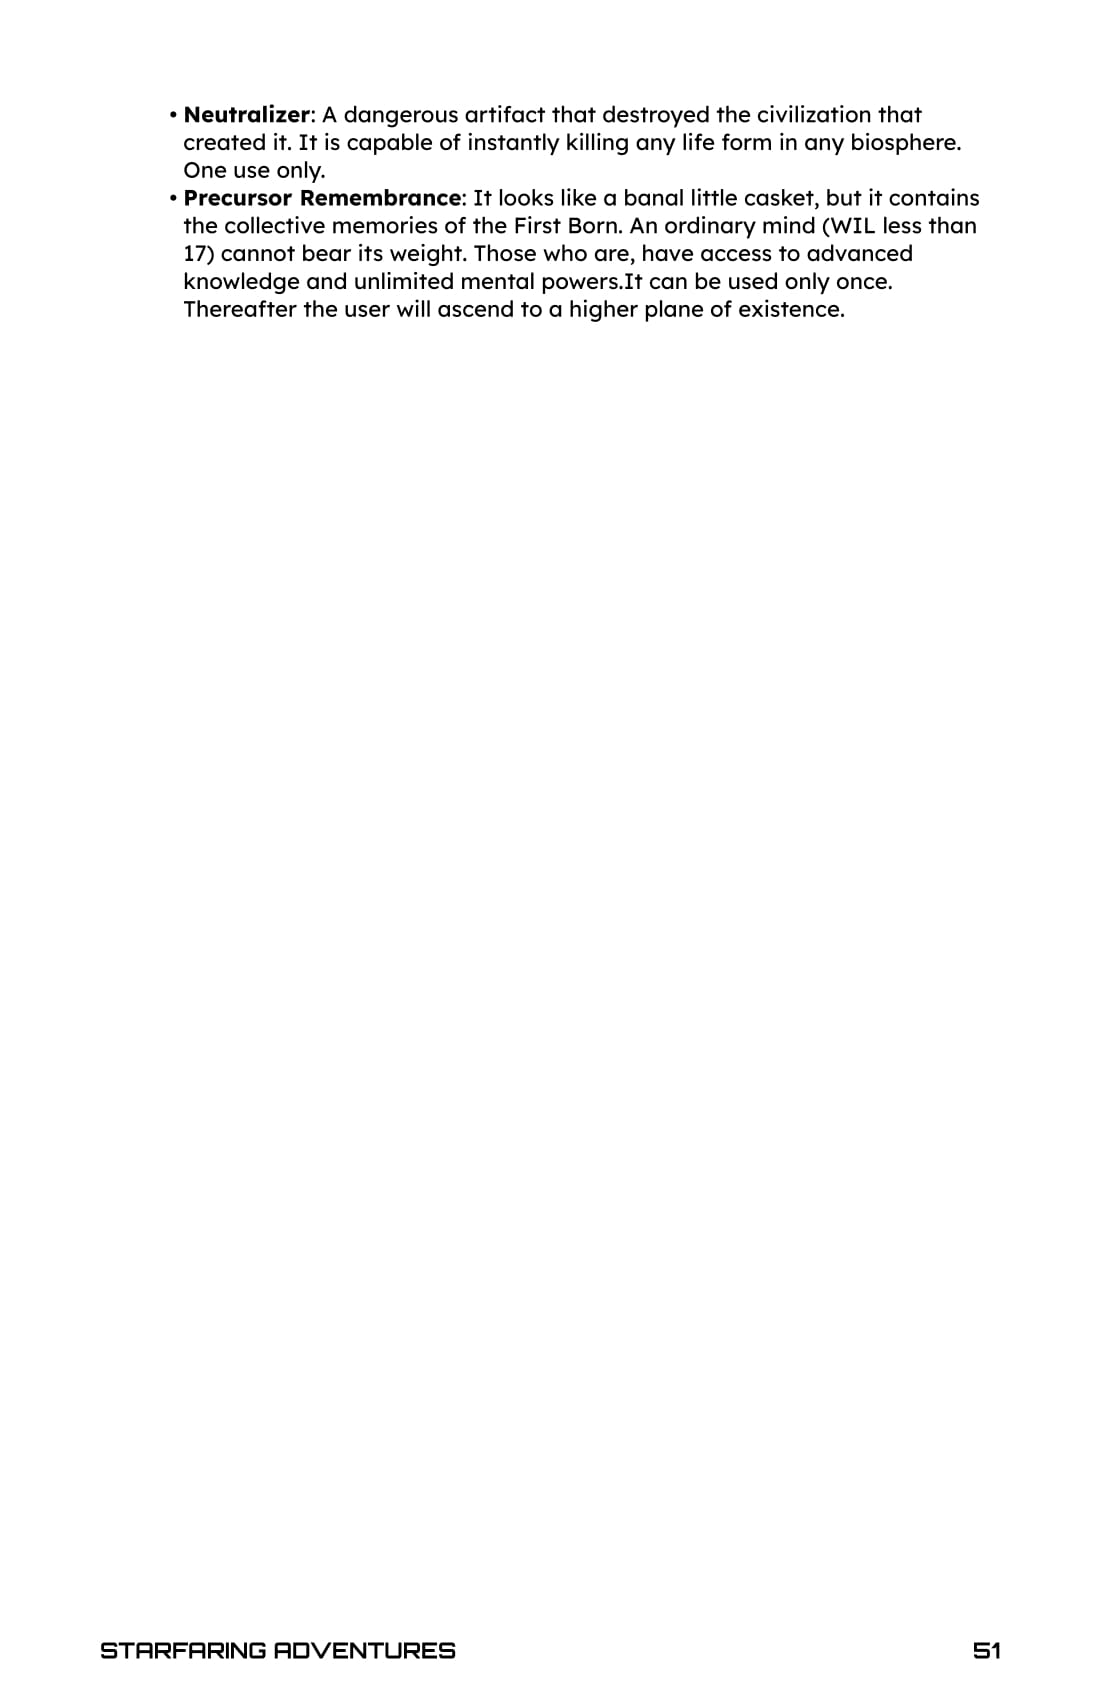 • Neutralizer: A dangerous artifact that destroyed the civilization that
created it. It is capable of instantly killing any life form in any biosphere.
One use only.
• Precursor Remembrance: It looks like a banal little casket, but it contains
the collective memories of the First Born. An ordinary mind (WIL less than
17) cannot bear its weight. Those who are, have access to advanced
knowledge and unlimited mental powers.It can be used only once.
Thereafter the user will ascend to a higher plane of existence.
STARFARING ADVENTURES 51